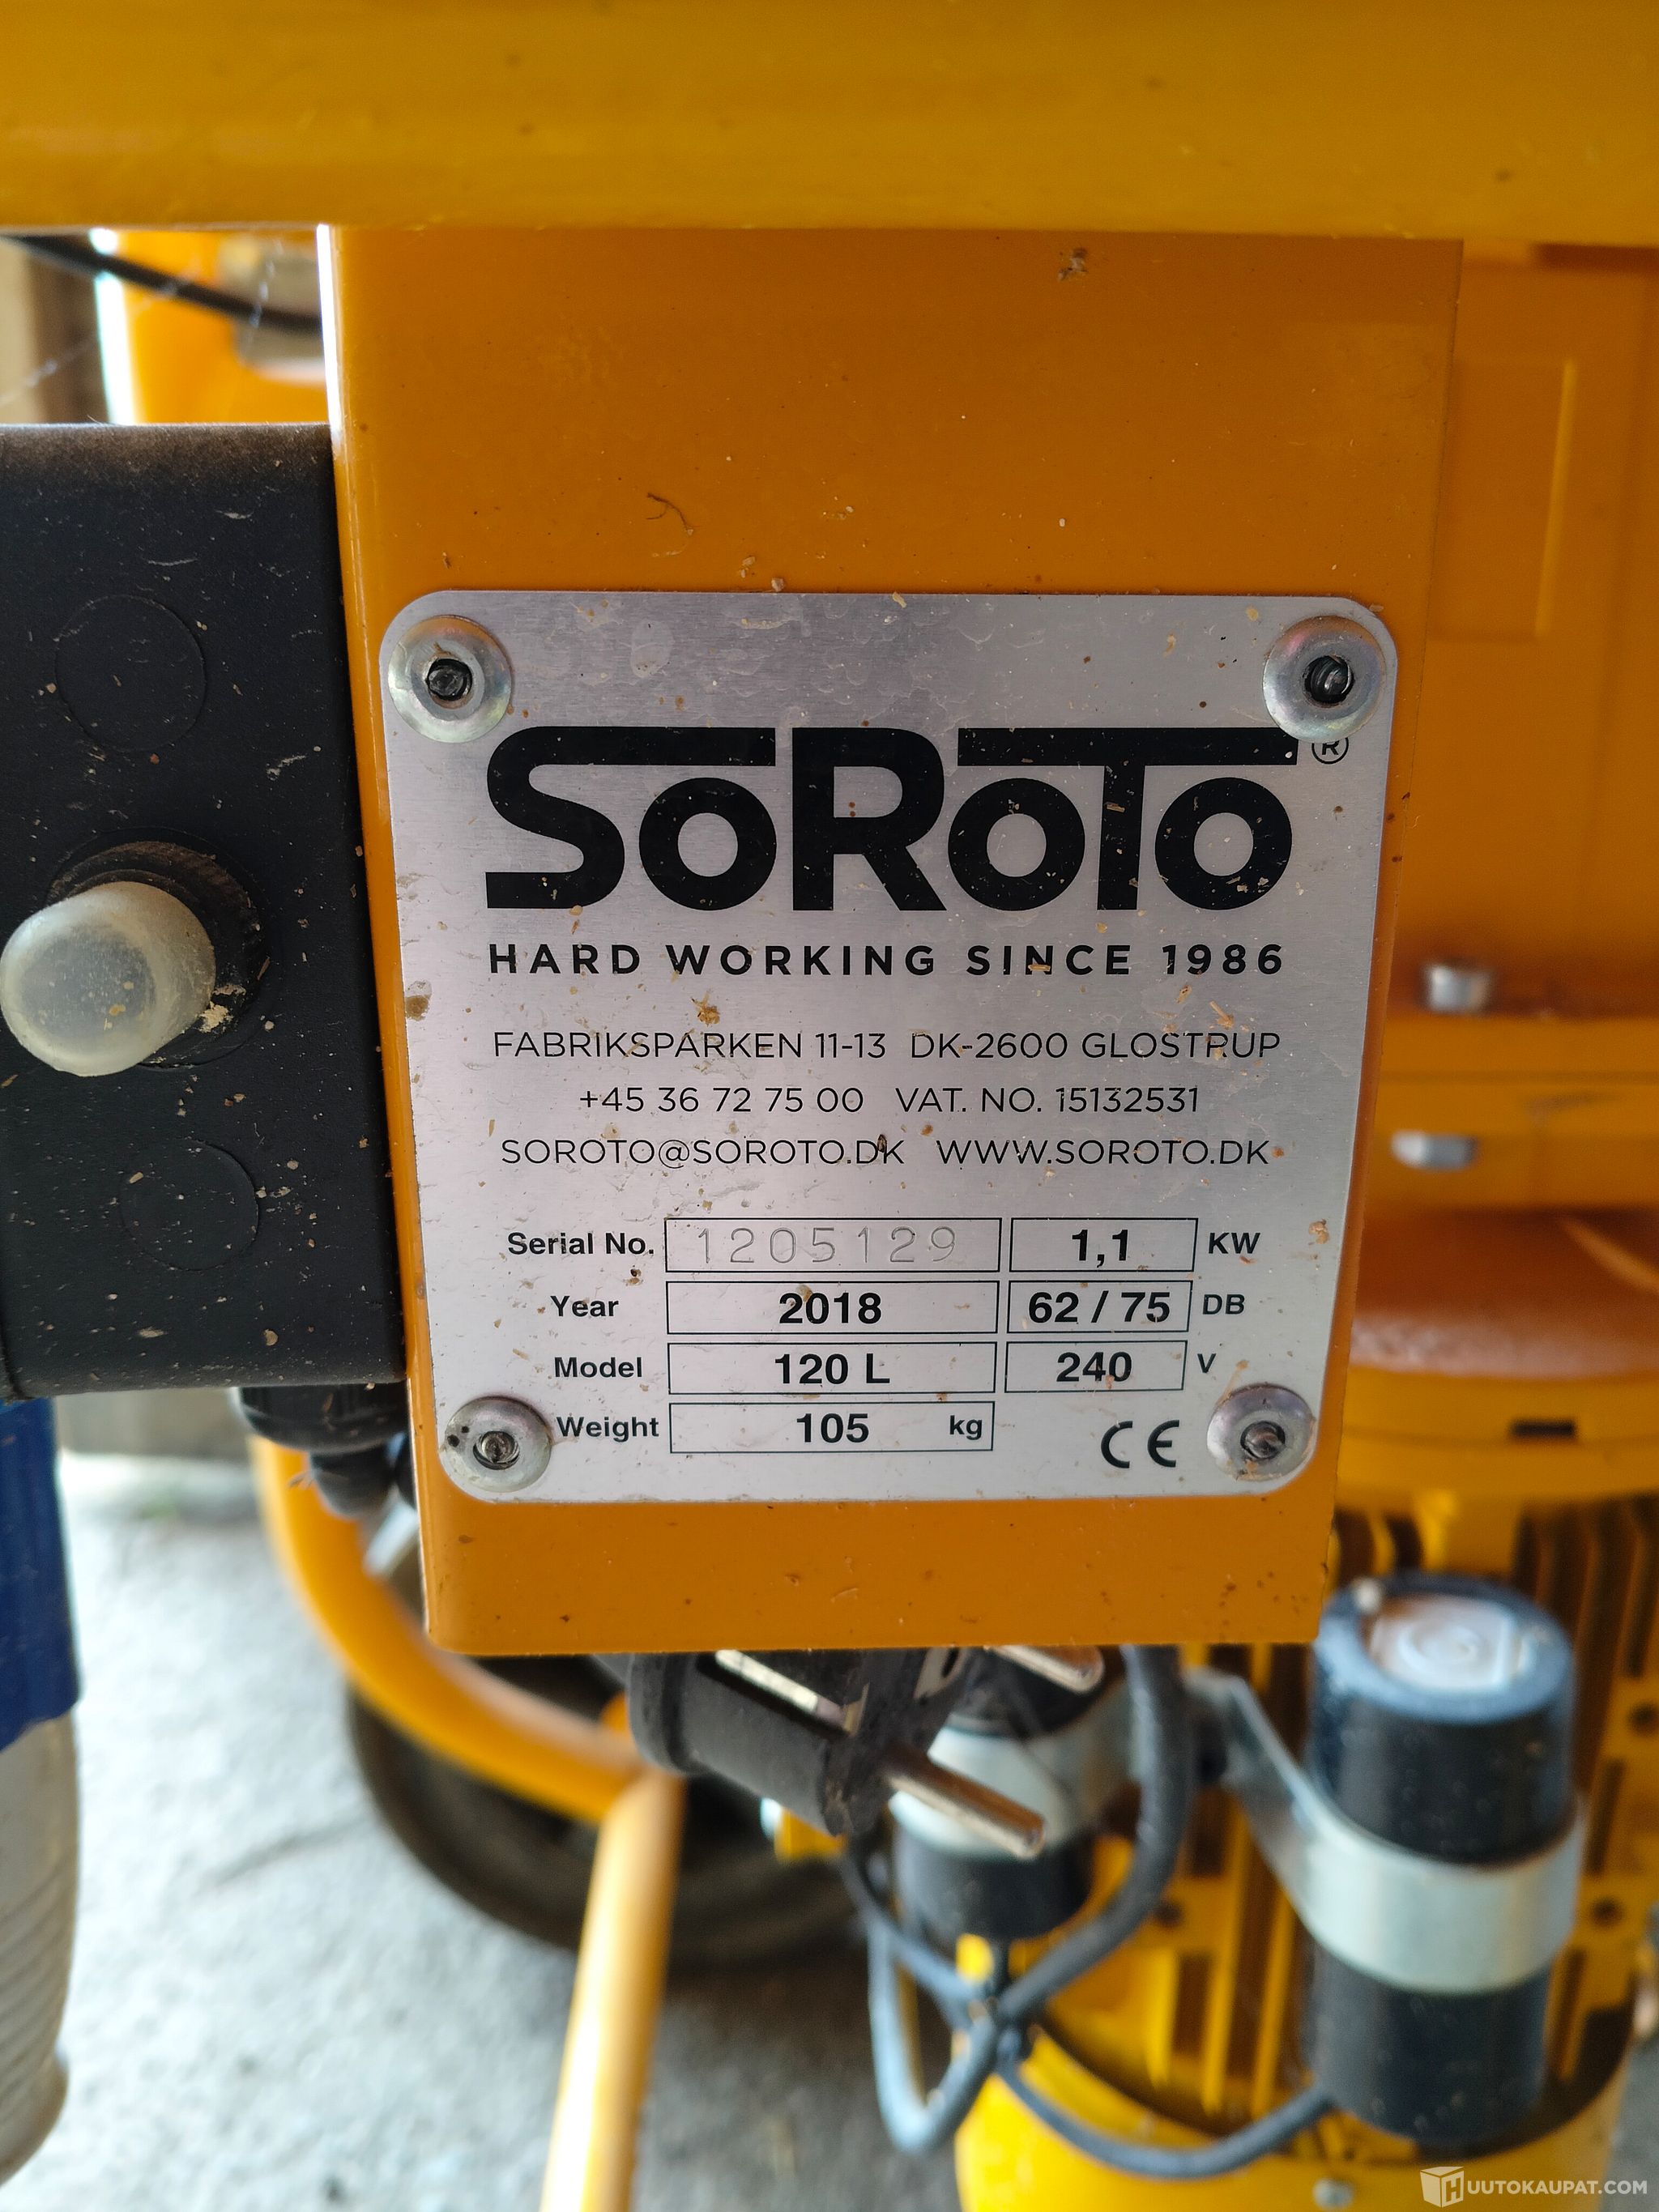 SoRoTo®
HARD WORKING SINCE 1986
FABRIKSPARKEN 11-13 DK-2600 GLOSTRUP
+45 36 72 75 00 VAT. NO. 15132531
SOROTO@SOROTO.DK WWW.SOROTO.DK
Serial No. 1205129 1,1 KW
Year 2018 62 / 75 DB
Model 120 L 240 V
Weight 105 kg CE
HUUTOKAUPAT.COM